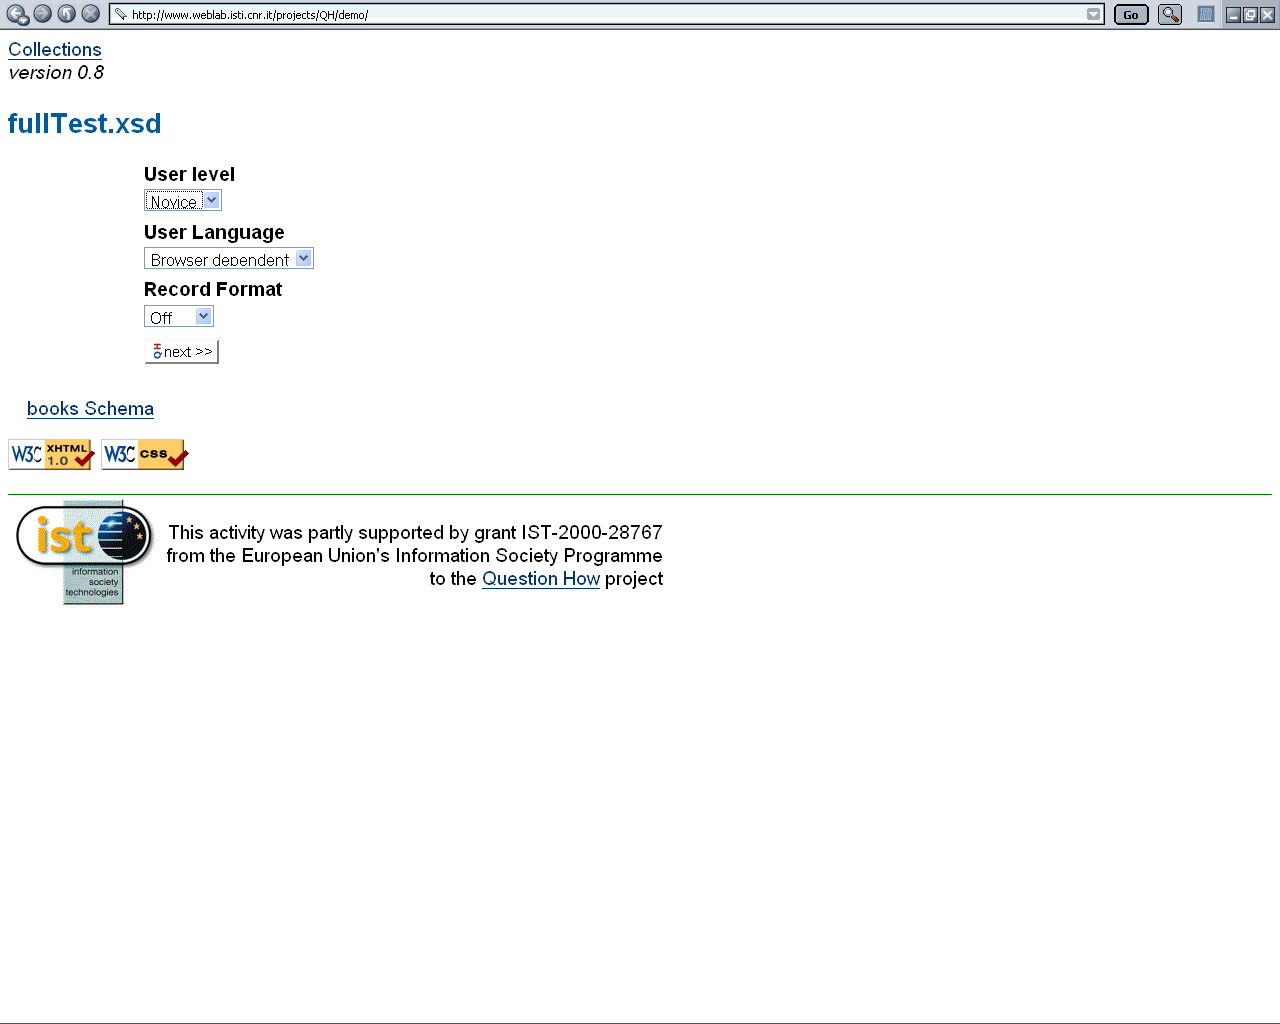 http://www.weblab.isti.cnr.it/projects/QH/demo/
Go
Collections
version 0.8
fullTest.xsd
User level
Novice
User Language
Browser dependent
Record Format
Off
QH next >>
books Schema
W3C XHTML 1.0
W3C CSS
ist
information
society
technologies
This activity was partly supported by grant IST-2000-28767
from the European Union's Information Society Programme
to the Question How project